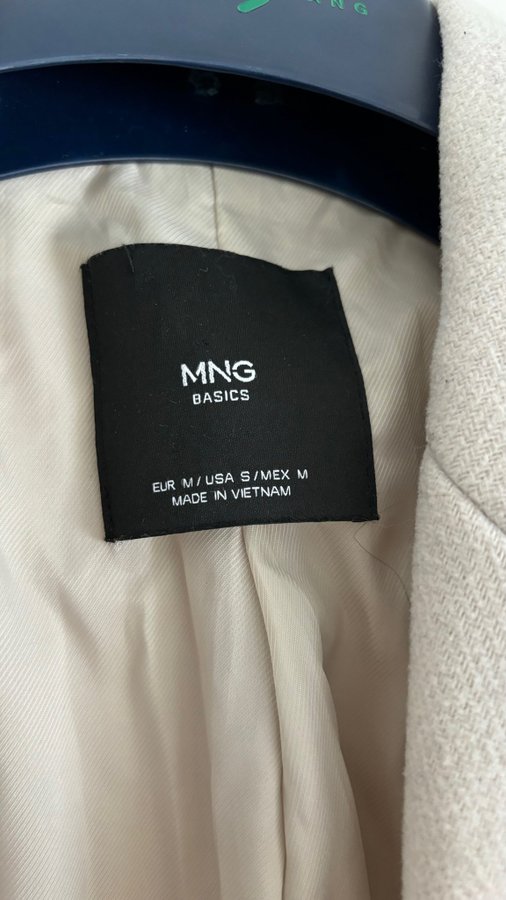 MNG
BASICS
EUR M / USA S / MEX M
MADE IN VIETNAM